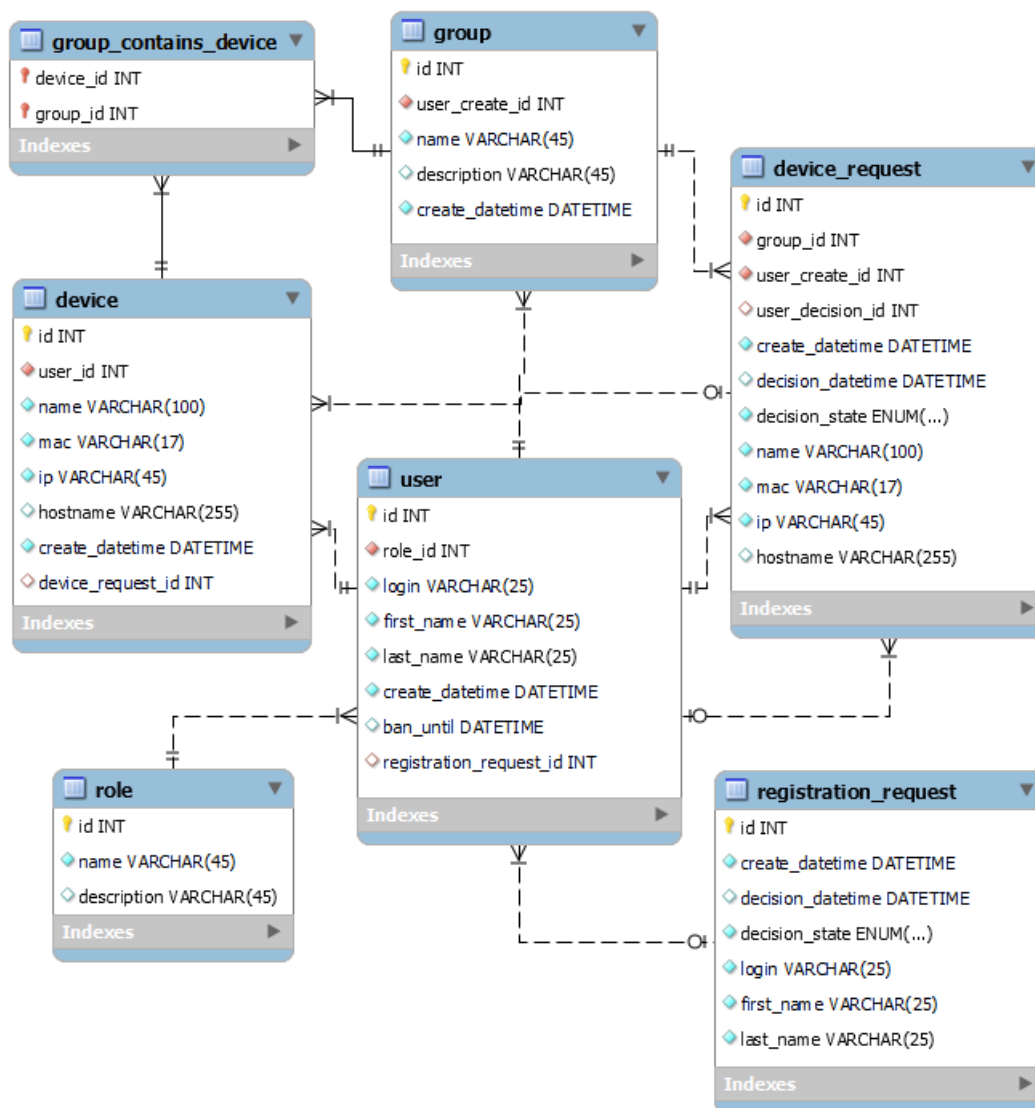 group_contains_device
device_id INT
group_id INT
Indexes
group
id INT
user_create_id INT
name VARCHAR(45)
description VARCHAR(45)
create_datetime DATETIME
Indexes
device_request
id INT
group_id INT
user_create_id INT
user_decision_id INT
create_datetime DATETIME
decision_datetime DATETIME
decision_state ENUM(...)
name VARCHAR(100)
mac VARCHAR(17)
ip VARCHAR(45)
hostname VARCHAR(255)
Indexes
device
id INT
user_id INT
name VARCHAR(100)
mac VARCHAR(17)
ip VARCHAR(45)
hostname VARCHAR(255)
create_datetime DATETIME
device_request_id INT
Indexes
user
id INT
role_id INT
login VARCHAR(25)
first_name VARCHAR(25)
last_name VARCHAR(25)
create_datetime DATETIME
ban_until DATETIME
registration_request_id INT
Indexes
role
id INT
name VARCHAR(45)
description VARCHAR(45)
Indexes
registration_request
id INT
create_datetime DATETIME
decision_datetime DATETIME
decision_state ENUM(...)
login VARCHAR(25)
first_name VARCHAR(25)
last_name VARCHAR(25)
Indexes